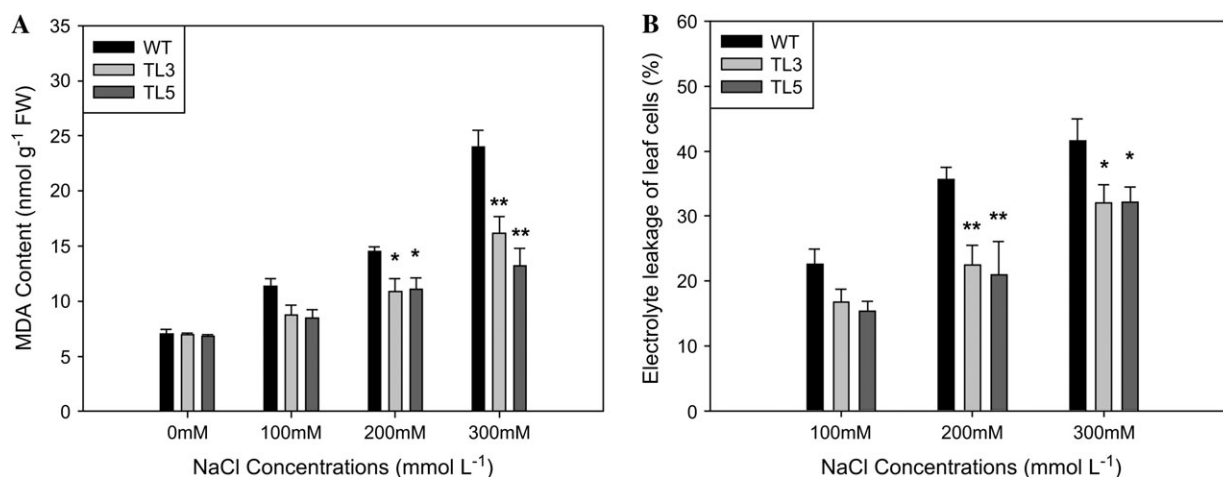 A
MDA Content (nmol g⁻¹ FW)
35
30
25
20
15
10
5
0
WT
TL3
TL5
*
*
**
**
0mM
100mM
200mM
300mM
NaCl Concentrations (mmol L⁻¹)
B
Electrolyte leakage of leaf cells (%)
60
50
40
30
20
10
0
WT
TL3
TL5
**
**
*
*
100mM
200mM
300mM
NaCl Concentrations (mmol L⁻¹)